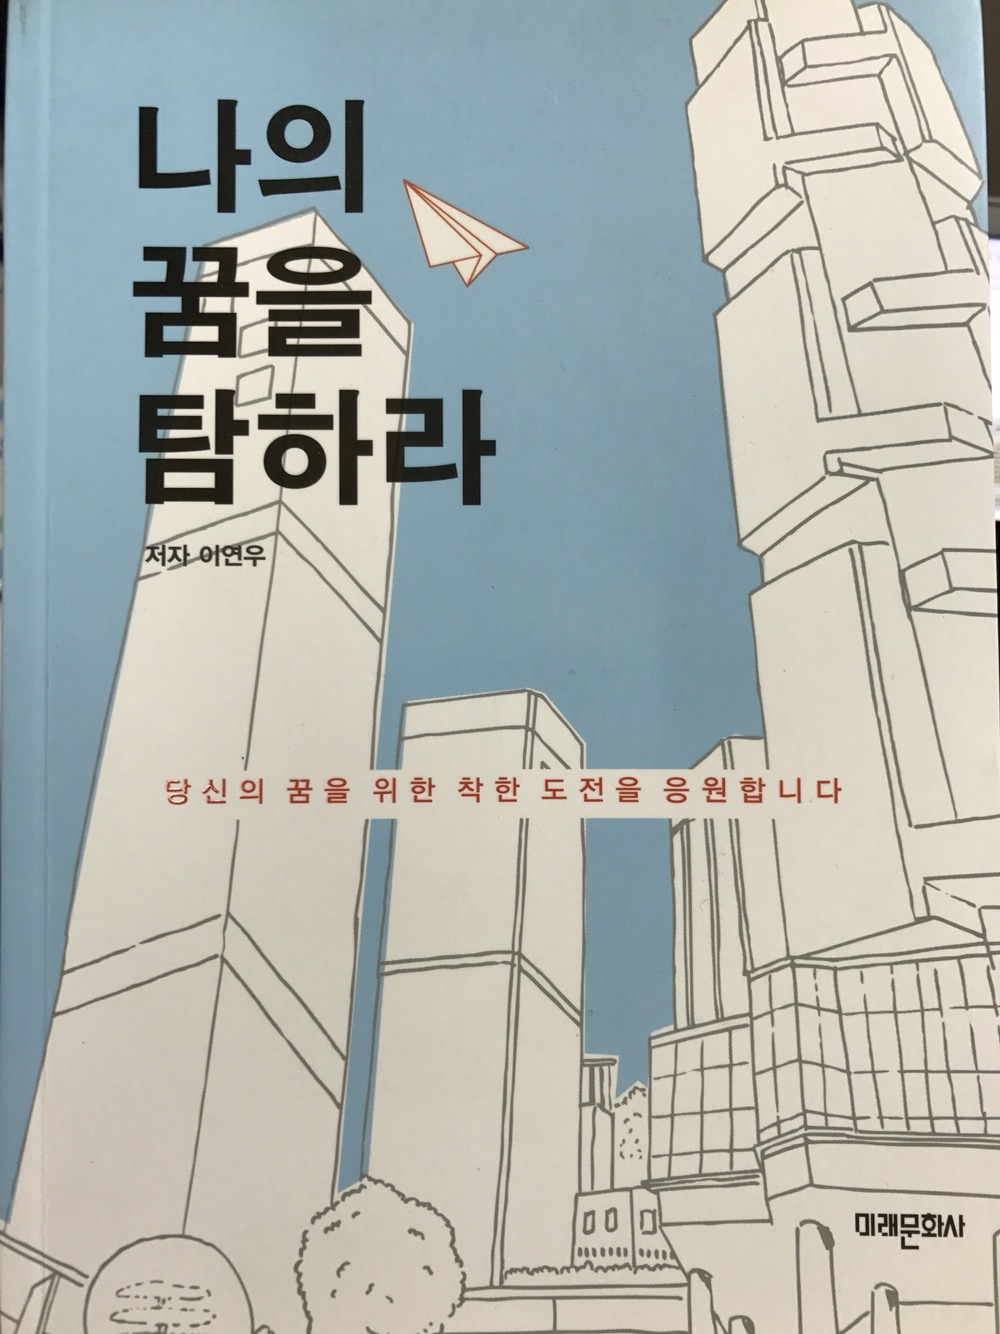 나의
꿈을
탐하라
저자 이연우
당신의 꿈을 위한 착한 도전을 응원합니다
미래문화사